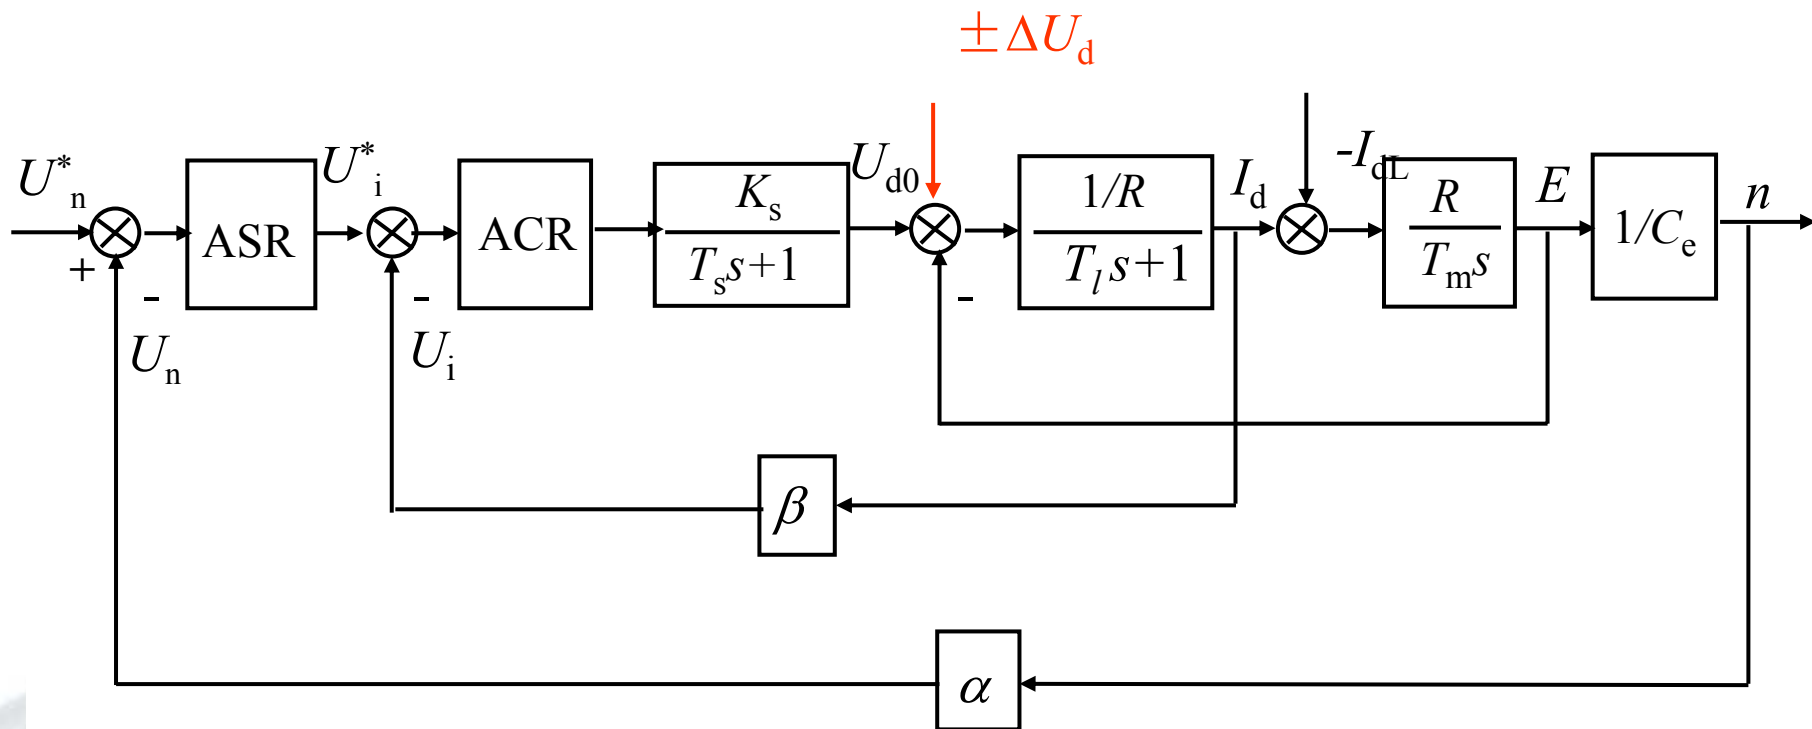 ±ΔU_d
U*_n
+
-
U_n
ASR
U*_i
-
U_i
ACR
K_s
T_s s+1
U_d0
-
1/R
T_l s+1
I_d
-I_dL
R
T_m s
E
1/C_e
n
β
α